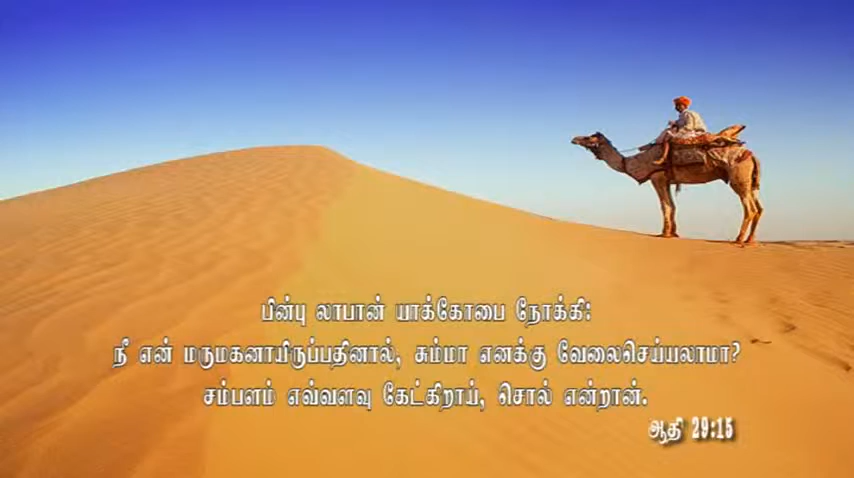 பின்பு லாபான் யாக்கோபை நோக்கி:
நீ என் மருமகனாயிருப்பதினால், சும்மா எனக்கு வேலைசெய்யலாமா?
சம்பளம் எவ்வளவு கேட்கிறாய், சொல் என்றான்.
ஆதி 29:15